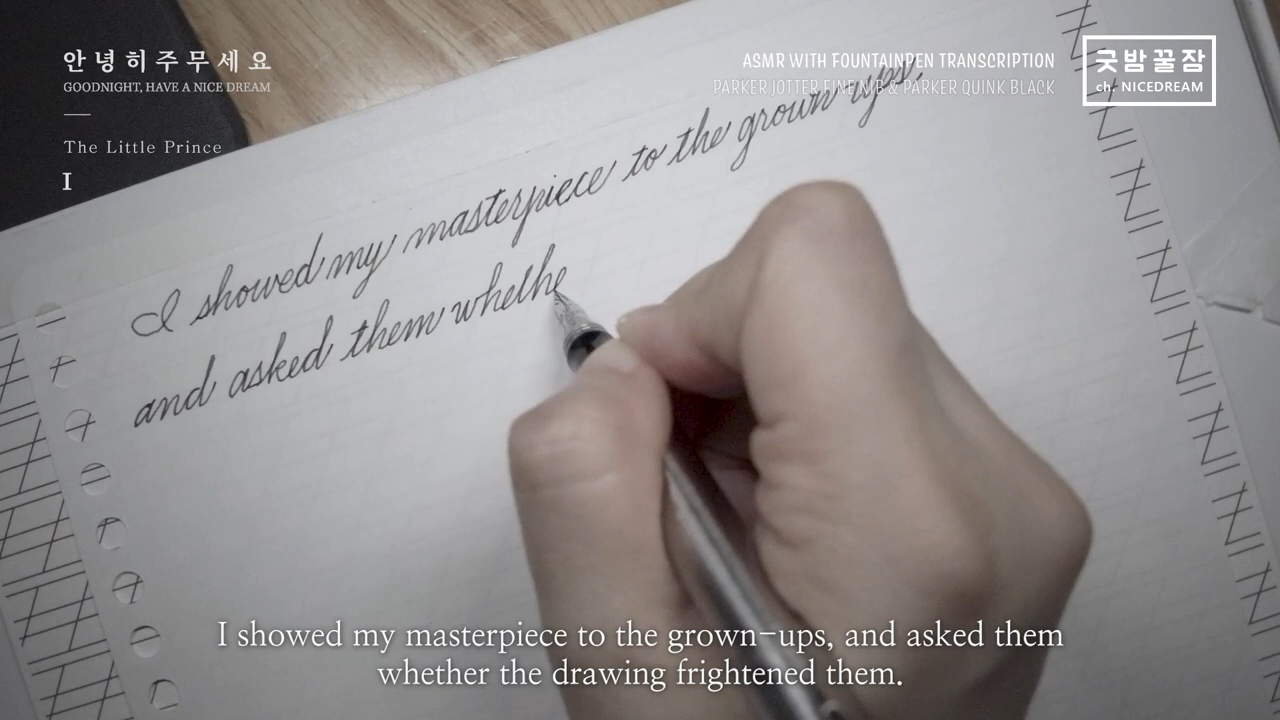 안녕히주무세요
GOODNIGHT, HAVE A NICE DREAM
The Little Prince
I
ASMR WITH FOUNTAINPEN TRANSCRIPTION
PARKER JOTTER FINE NIB & PARKER QUINK BLACK
굿밤꿀잠
ch. NICEDREAM
I showed my masterpiece to the grown-ups,
and asked them whethe
I showed my masterpiece to the grown-ups, and asked them
whether the drawing frightened them.